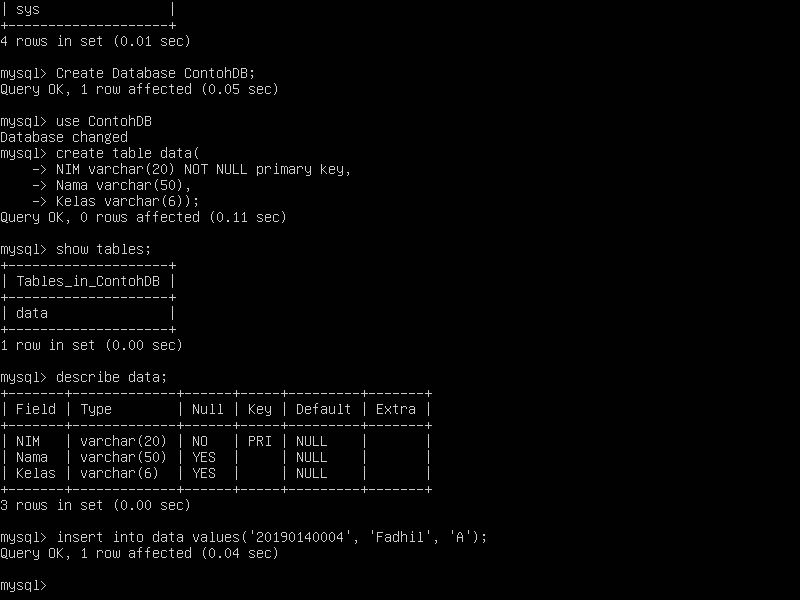 | sys                |
+--------------------+
4 rows in set (0.01 sec)
mysql> Create Database ContohDB;
Query OK, 1 row affected (0.05 sec)
mysql> use ContohDB
Database changed
mysql> create table data(
    -> NIM varchar(20) NOT NULL primary key,
    -> Nama varchar(50),
    -> Kelas varchar(6));
Query OK, 0 rows affected (0.11 sec)
mysql> show tables;
+--------------------+
| Tables_in_ContohDB |
+--------------------+
| data               |
+--------------------+
1 row in set (0.00 sec)
mysql> describe data;
+-------+-------------+------+-----+---------+-------+
| Field | Type        | Null | Key | Default | Extra |
+-------+-------------+------+-----+---------+-------+
| NIM   | varchar(20) | NO   | PRI | NULL    |       |
| Nama  | varchar(50) | YES  |     | NULL    |       |
| Kelas | varchar(6)  | YES  |     | NULL    |       |
+-------+-------------+------+-----+---------+-------+
3 rows in set (0.00 sec)
mysql> insert into data values('20190140004', 'Fadhil', 'A');
Query OK, 1 row affected (0.04 sec)
mysql>